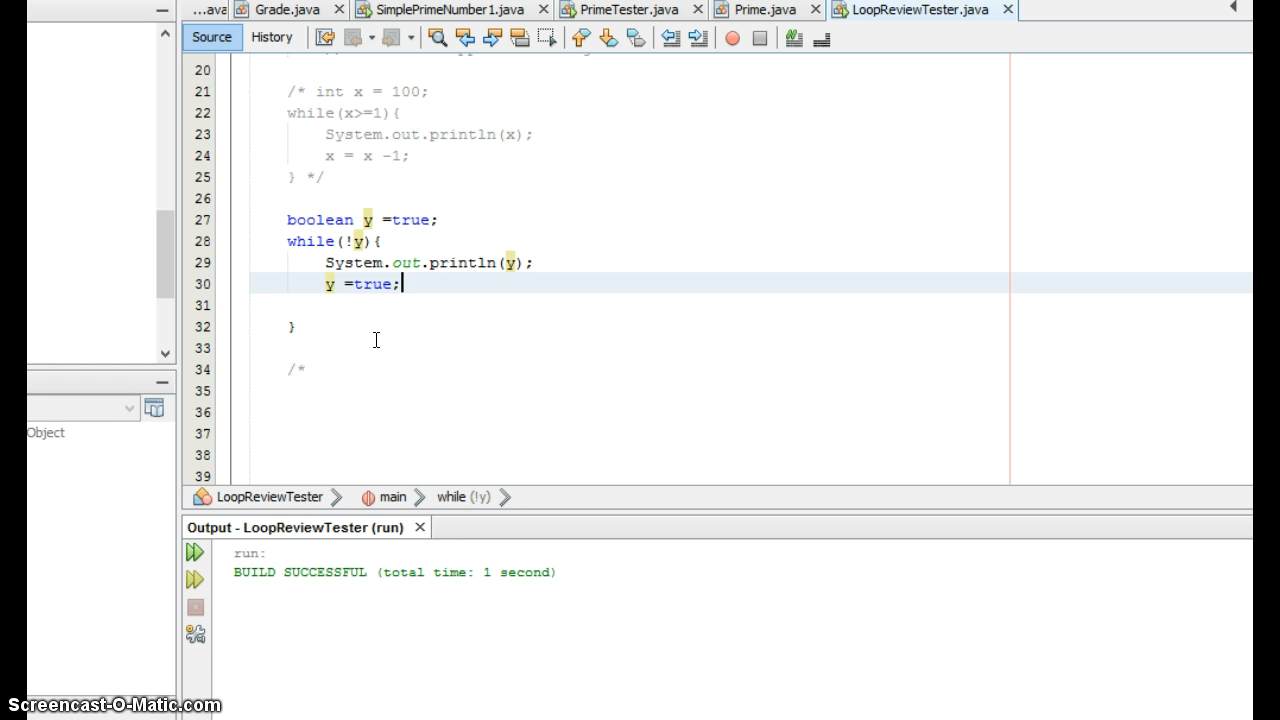 ...ava Grade.java SimplePrimeNumber1.java PrimeTester.java Prime.java LoopReviewTester.java
Source History
20
21 /* int x = 100;
22 while(x>=1){
23 System.out.println(x);
24 x = x -1;
25 } */
26
27 boolean y =true;
28 while(!y){
29 System.out.println(y);
30 y =true;
31
32 }
33
34 /*
35
36
37
38
39
Object
LoopReviewTester main while (!y)
Output - LoopReviewTester (run)
run:
BUILD SUCCESSFUL (total time: 1 second)
Screencast-O-Matic.com